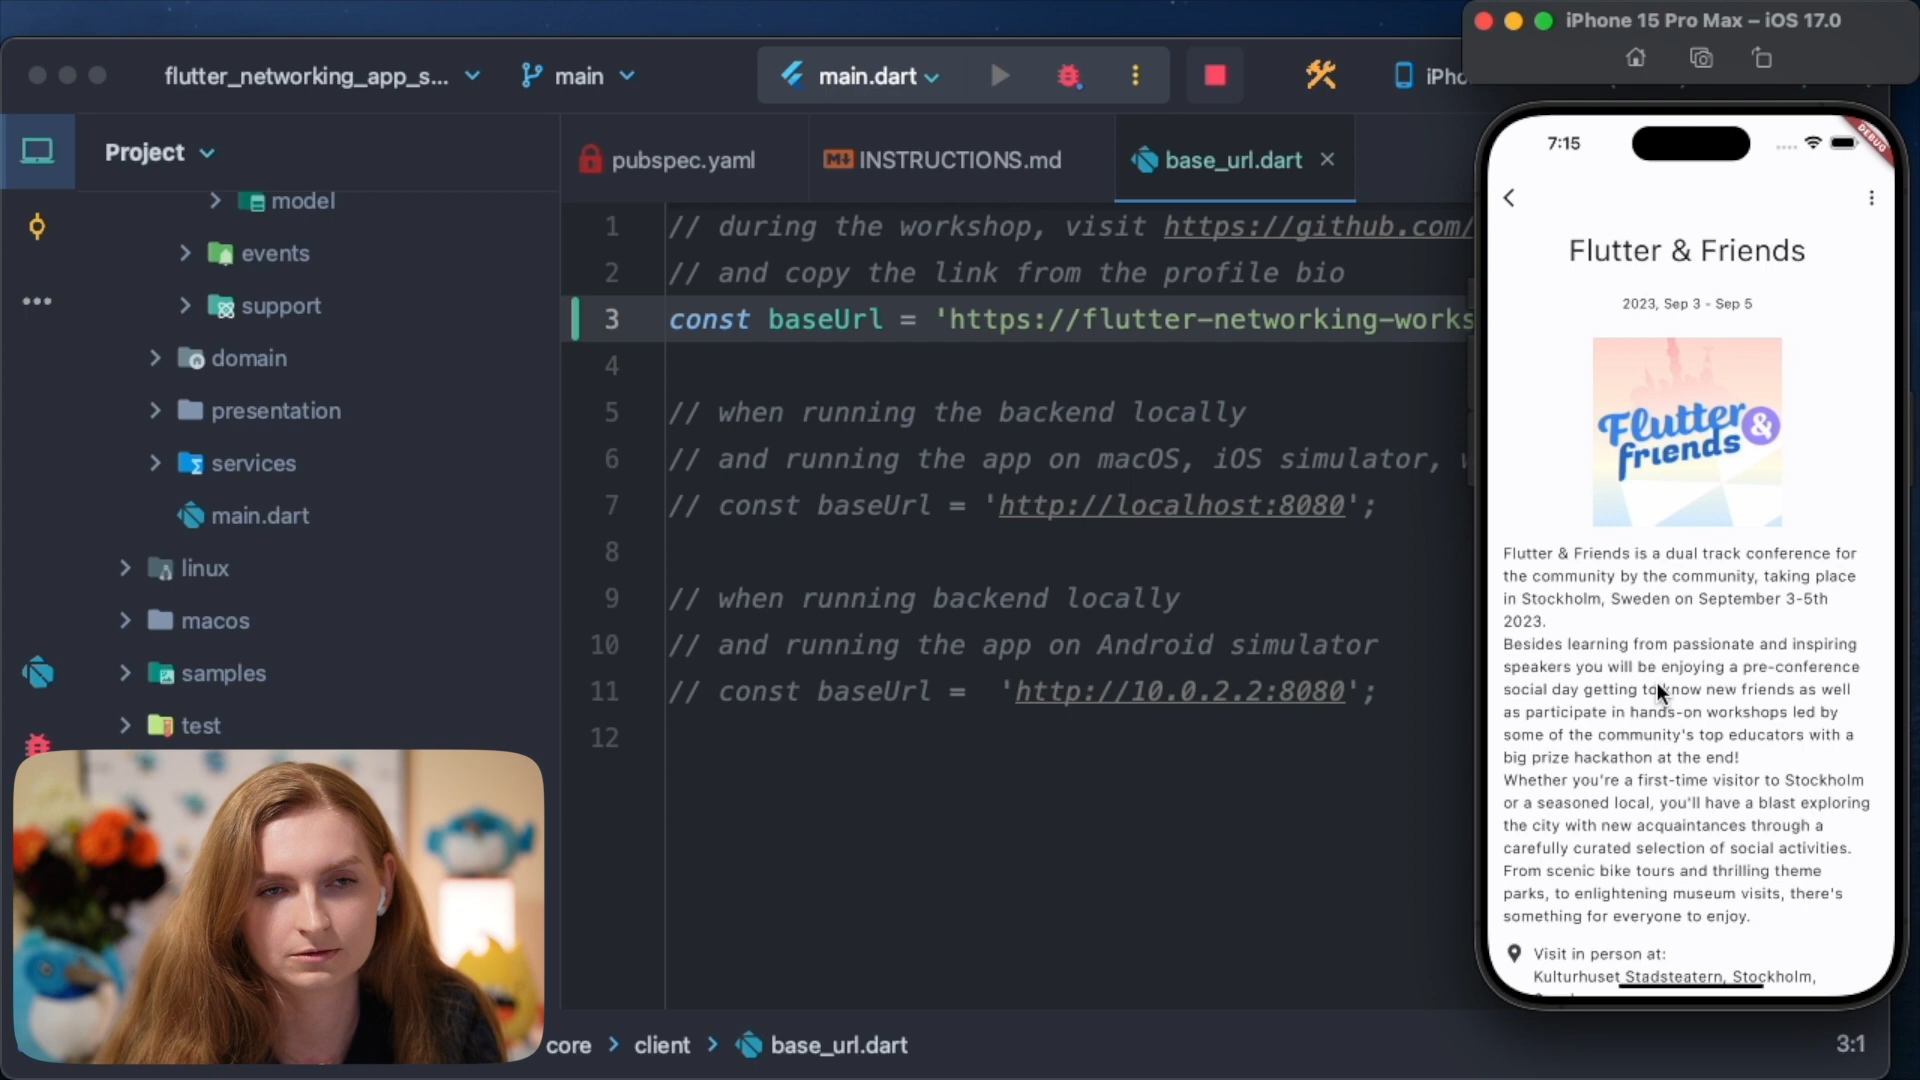 iPhone 15 Pro Max – iOS 17.0
flutter_networking_app_s...
main
main.dart
Project
pubspec.yaml
INSTRUCTIONS.md
base_url.dart
model
events
support
domain
presentation
services
main.dart
linux
macos
samples
test
1 // during the workshop, visit https://github.com/
2 // and copy the link from the profile bio
3 const baseUrl = 'https://flutter-networking-works
4
5 // when running the backend locally
6 // and running the app on macOS, iOS simulator,
7 // const baseUrl = 'http://localhost:8080';
8
9 // when running backend locally
10 // and running the app on Android simulator
11 // const baseUrl =  'http://10.0.2.2:8080';
12
core > client > base_url.dart
3:1
7:15
DEBUG
Flutter & Friends
2023, Sep 3 - Sep 5
Flutter &
friends
Flutter & Friends is a dual track conference for
the community by the community, taking place
in Stockholm, Sweden on September 3-5th
2023.
Besides learning from passionate and inspiring
speakers you will be enjoying a pre-conference
social day getting to know new friends as well
as participate in hands-on workshops led by
some of the community's top educators with a
big prize hackathon at the end!
Whether you're a first-time visitor to Stockholm
or a seasoned local, you'll have a blast exploring
the city with new acquaintances through a
carefully curated selection of social activities.
From scenic bike tours and thrilling theme
parks, to enlightening museum visits, there's
something for everyone to enjoy.
Visit in person at:
Kulturhuset Stadsteatern, Stockholm,